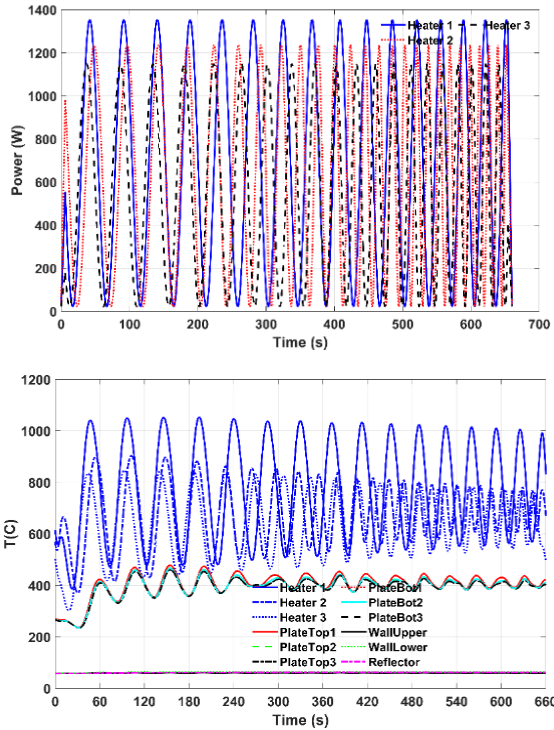 1400
1200
1000
800
600
400
200
0
Power (W)
Heater 1
Heater 3
Heater 2
0 100 200 300 400 500 600 700
Time (s)
1200
1000
800
600
400
200
0
T(C)
Heater 1
Heater 2
Heater 3
PlateTop1
PlateTop2
PlateTop3
PlateBot1
PlateBot2
PlateBot3
WallUpper
WallLower
Reflector
0 60 120 180 240 300 360 420 480 540 600 660
Time (s)